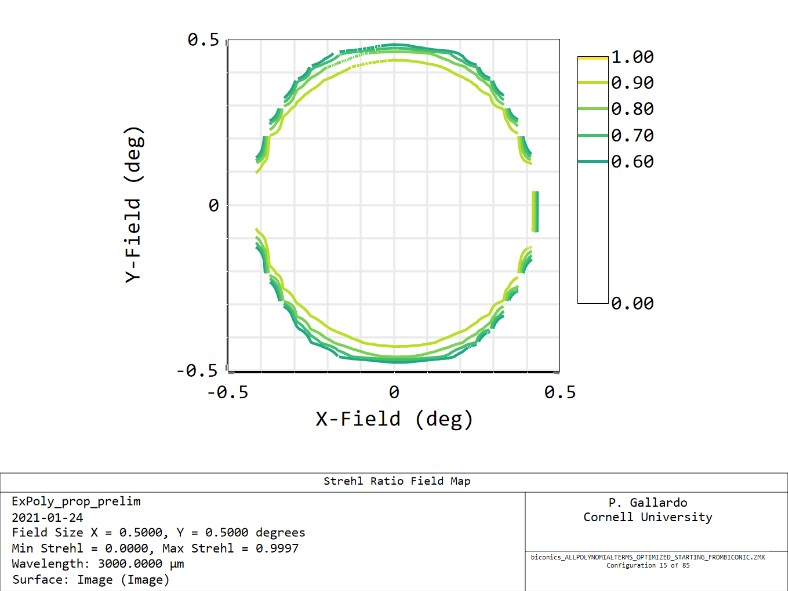 0.5
0
-0.5
Y-Field (deg)
-0.5 0 0.5
X-Field (deg)
1.00
0.90
0.80
0.70
0.60
0.00
Strehl Ratio Field Map
ExPoly_prop_prelim
2021-01-24
Field Size X = 0.5000, Y = 0.5000 degrees
Min Strehl = 0.0000, Max Strehl = 0.9997
Wavelength: 3000.0000 µm
Surface: Image (Image)
P. Gallardo
Cornell University
biconics_ALLPOLYNOMIALTERMS_OPTIMIZED_STARTING_FROMBICONIC.ZMX
Configuration 15 of 85